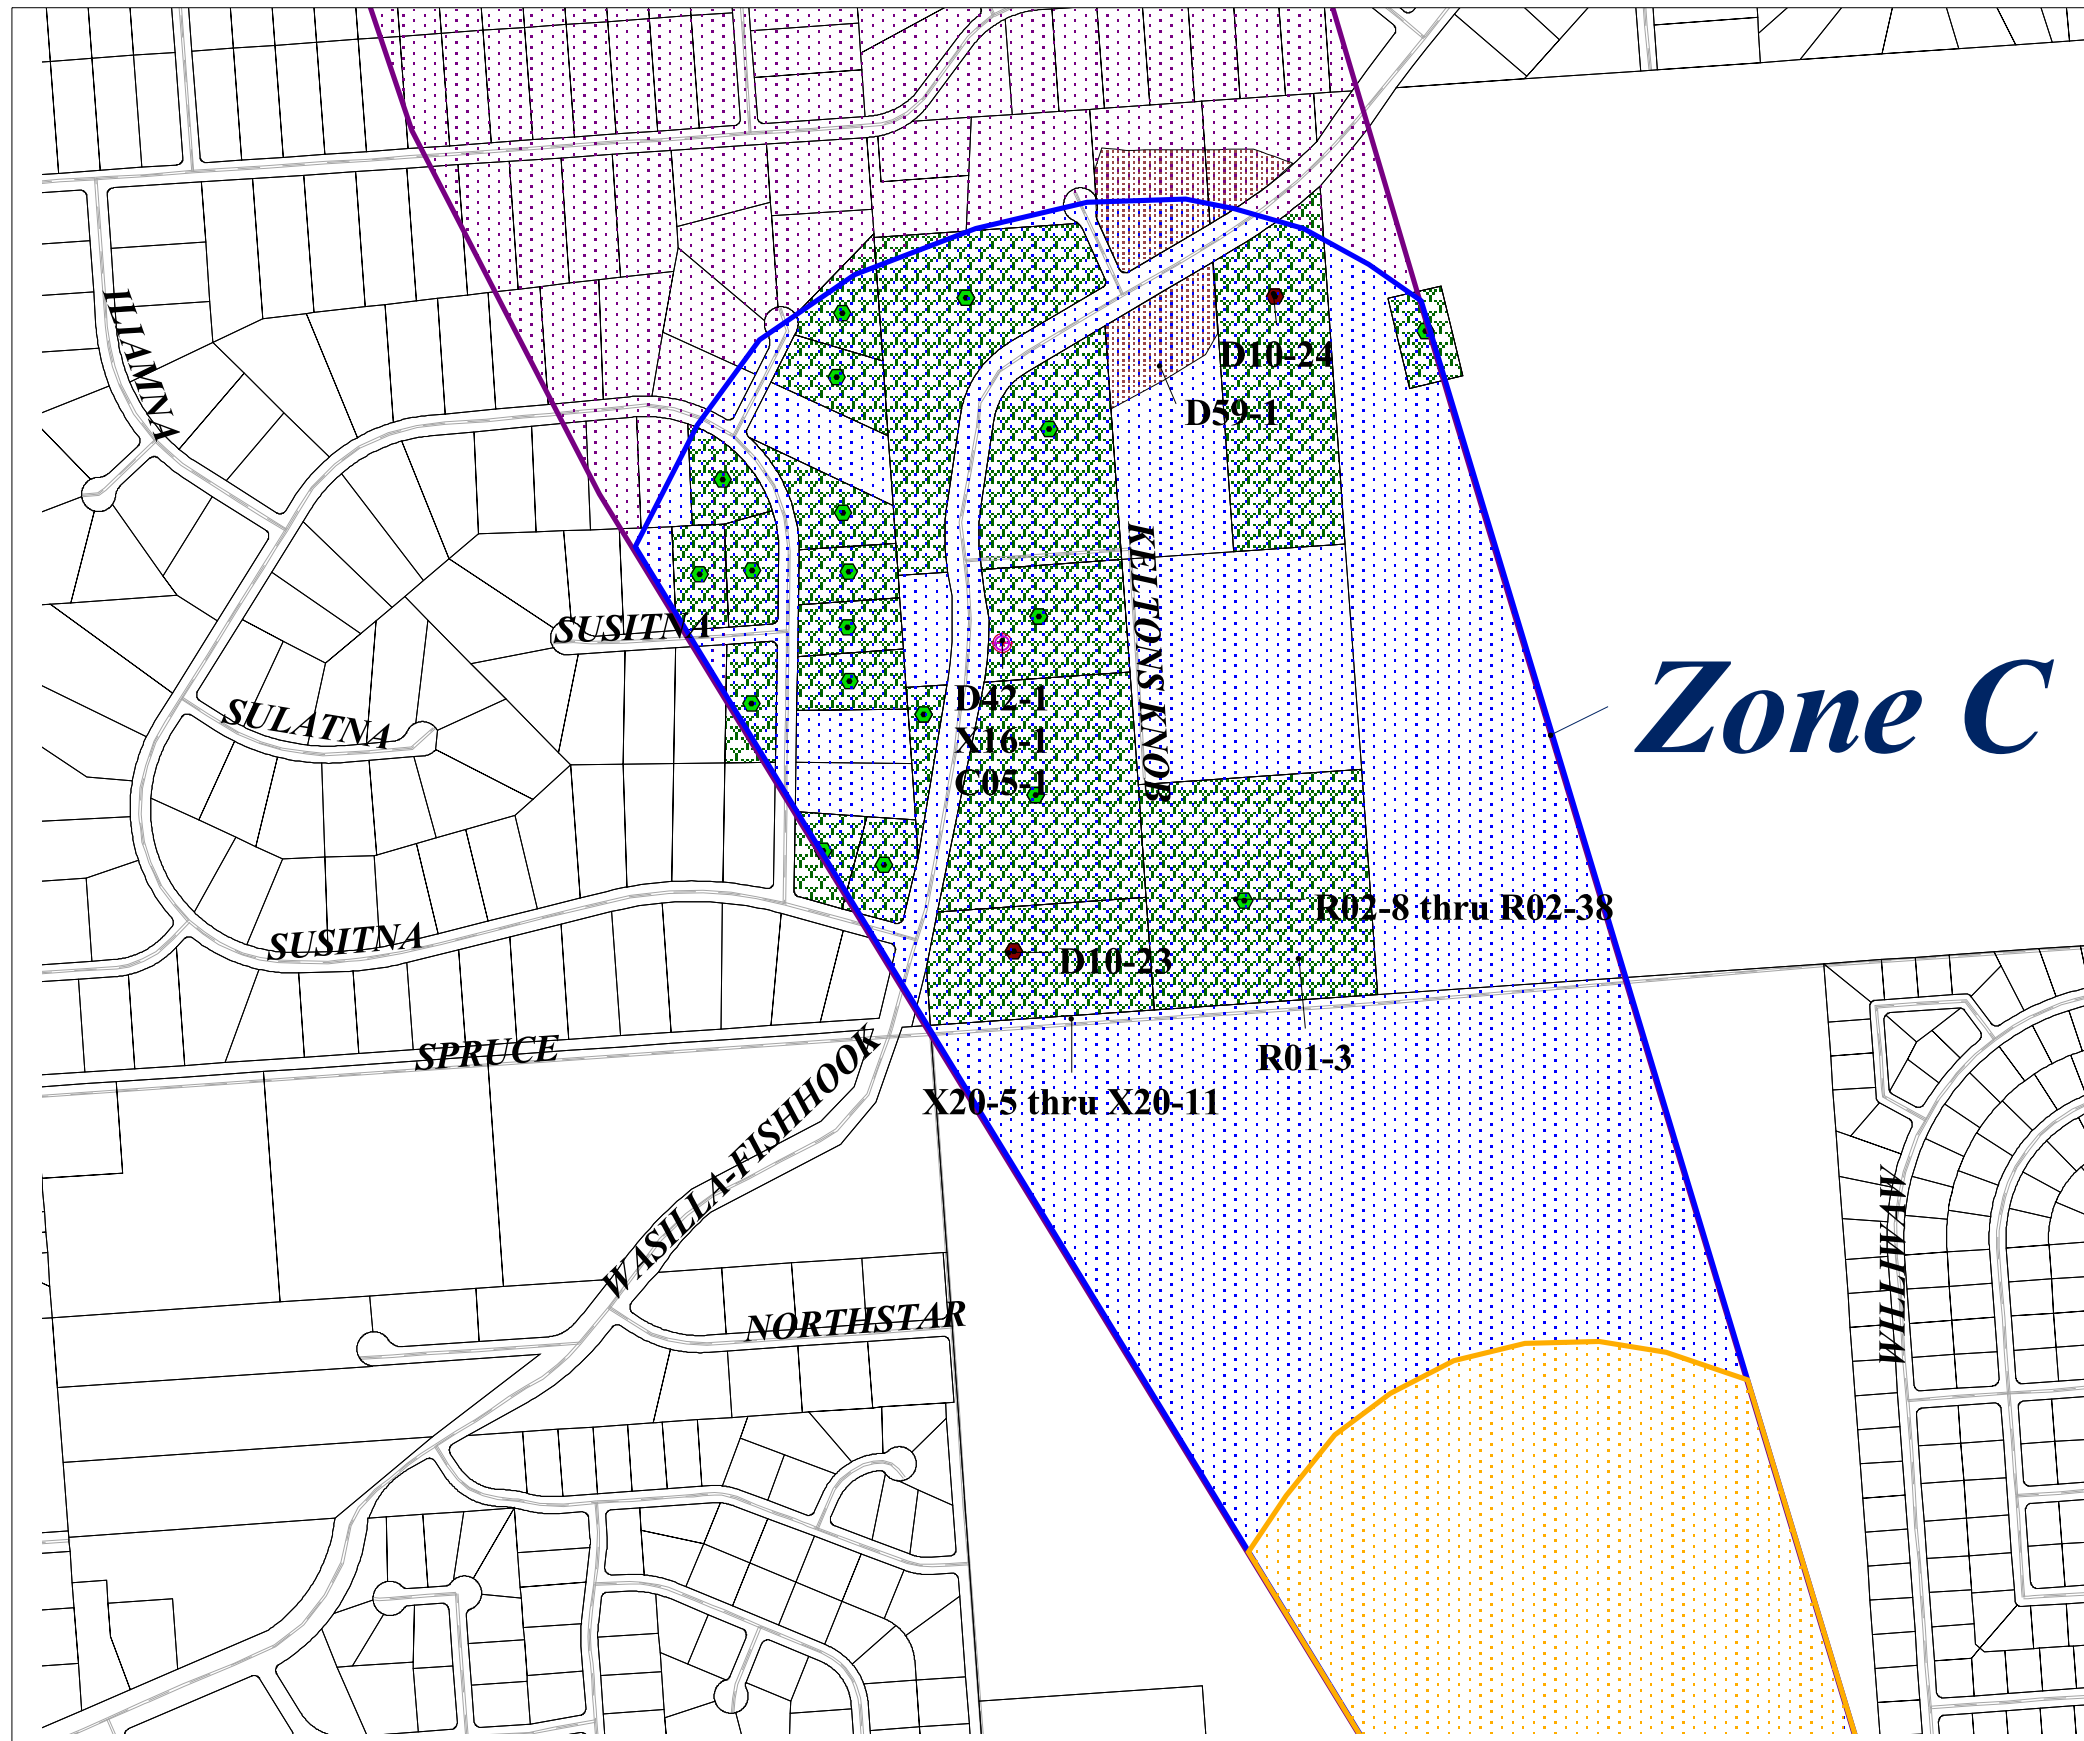 ILIAMNA
D10-24
D59-1
KELTONS KNOB
SUSITNA
Zone C
SULATNA
D42-1
X16-1
C05-1
R02-8 thru R02-38
SUSITNA
D10-23
SPRUCE
R01-3
X20-5 thru X20-11
WASILLA-FISHHOOK
WHITWAW
NORTHSTAR